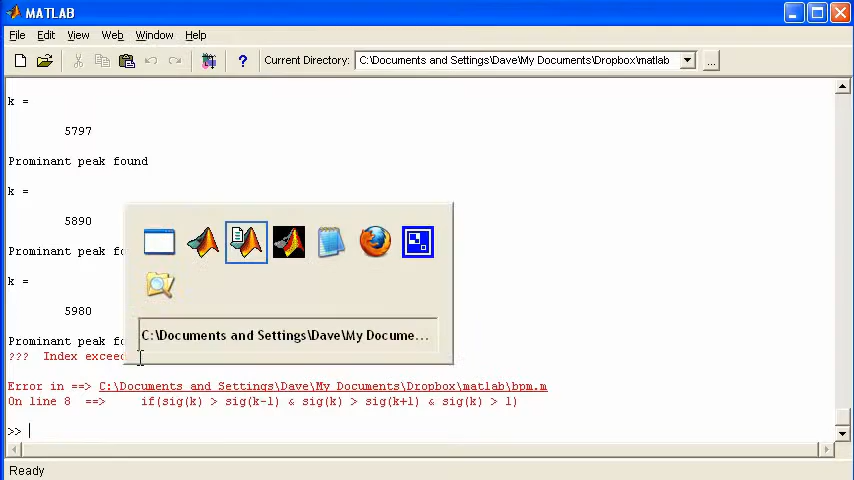 MATLAB
File Edit View Web Window Help
? Current Directory: C:\Documents and Settings\Dave\My Documents\Dropbox\matlab ...
k =
5797
Prominant peak found
k =
5890
Prominant peak fo
k =
5980
Prominant peak fo
C:\Documents and Settings\Dave\My Docume...
??? Index exceed
Error in ==> C:\Documents and Settings\Dave\My Documents\Dropbox\matlab\bpm.m
On line 8 ==> if(sig(k) > sig(k-1) & sig(k) > sig(k+1) & sig(k) > 1)
>>
Ready